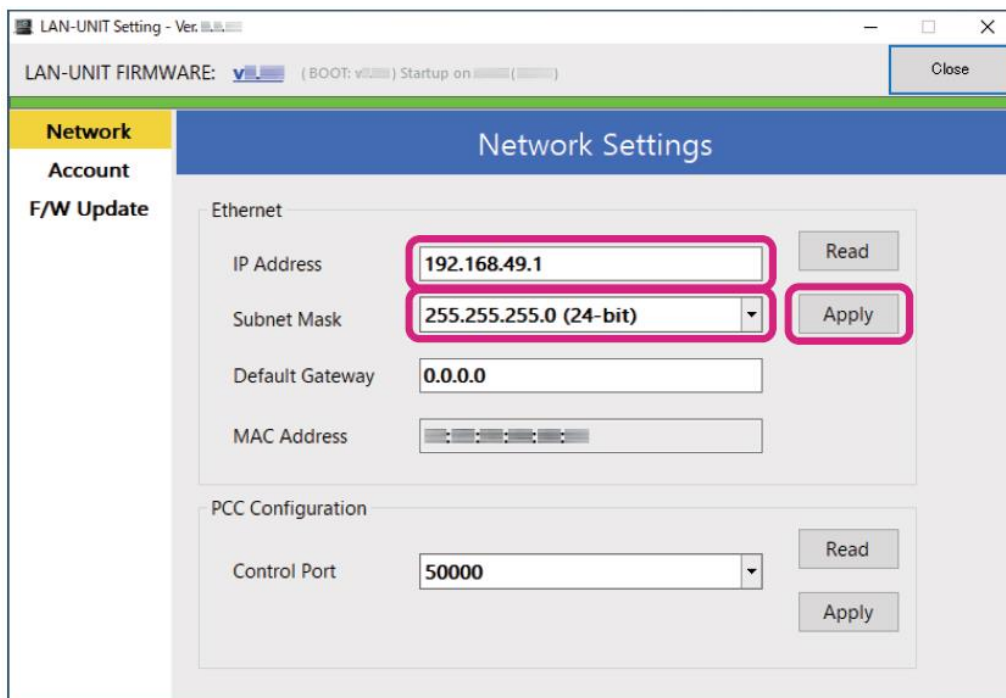 LAN-UNIT Setting - Ver.
LAN-UNIT FIRMWARE: v (BOOT: v ) Startup on ( )
Close
Network
Account
F/W Update
Network Settings
Ethernet
IP Address 192.168.49.1 Read
Subnet Mask 255.255.255.0 (24-bit) Apply
Default Gateway 0.0.0.0
MAC Address
PCC Configuration
Control Port 50000
Read
Apply